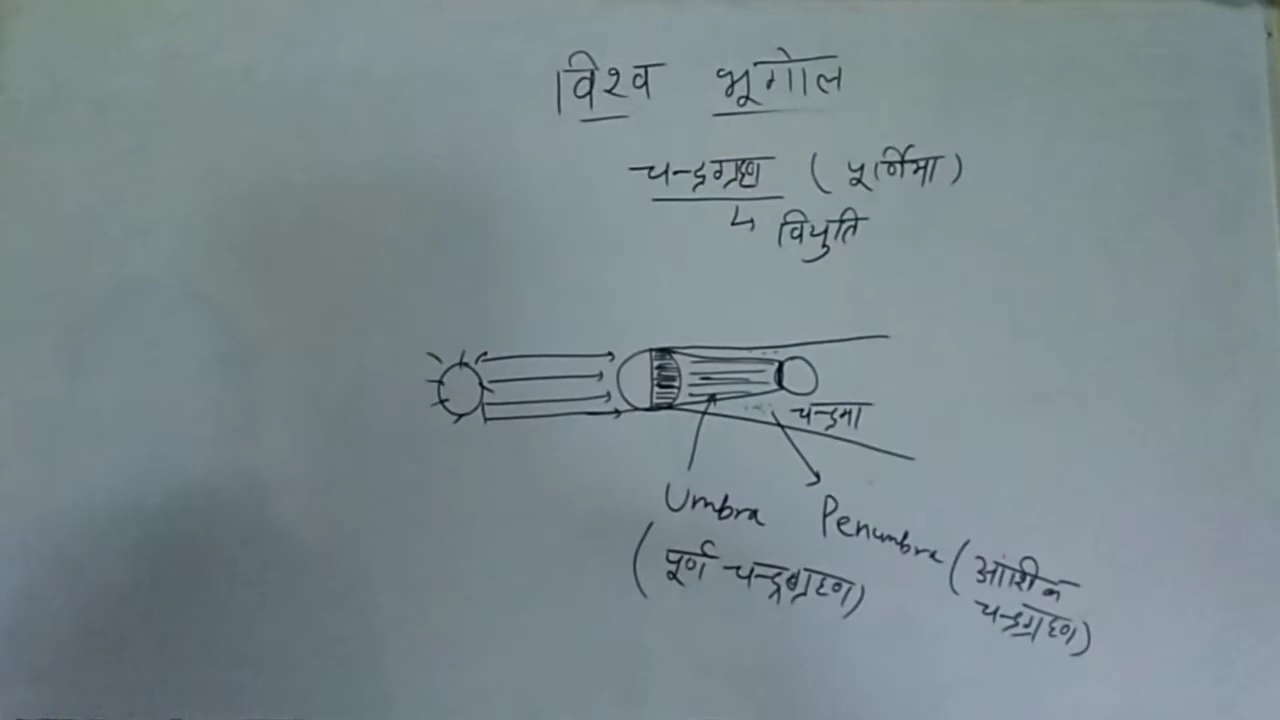 विश्व भूगोल
चन्द्रग्रहण (पूर्णिमा)
वियुति
चन्द्रमा
Umbra
(पूर्ण चन्द्रग्रहण)
Penumbra (आंशिक
चन्द्रग्रहण)